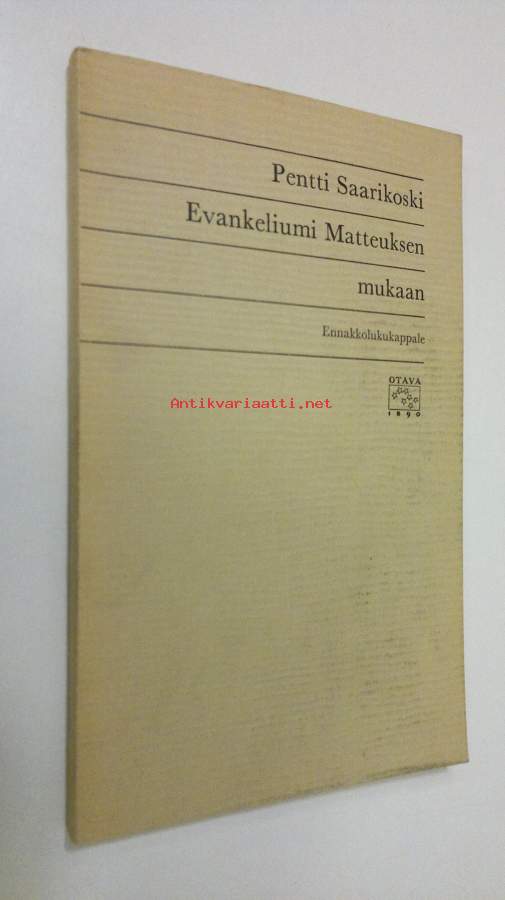 Pentti Saarikoski
Evankeliumi Matteuksen
mukaan
Ennakkolukukappale
OTAVA
1890
Antikvariaatti.net